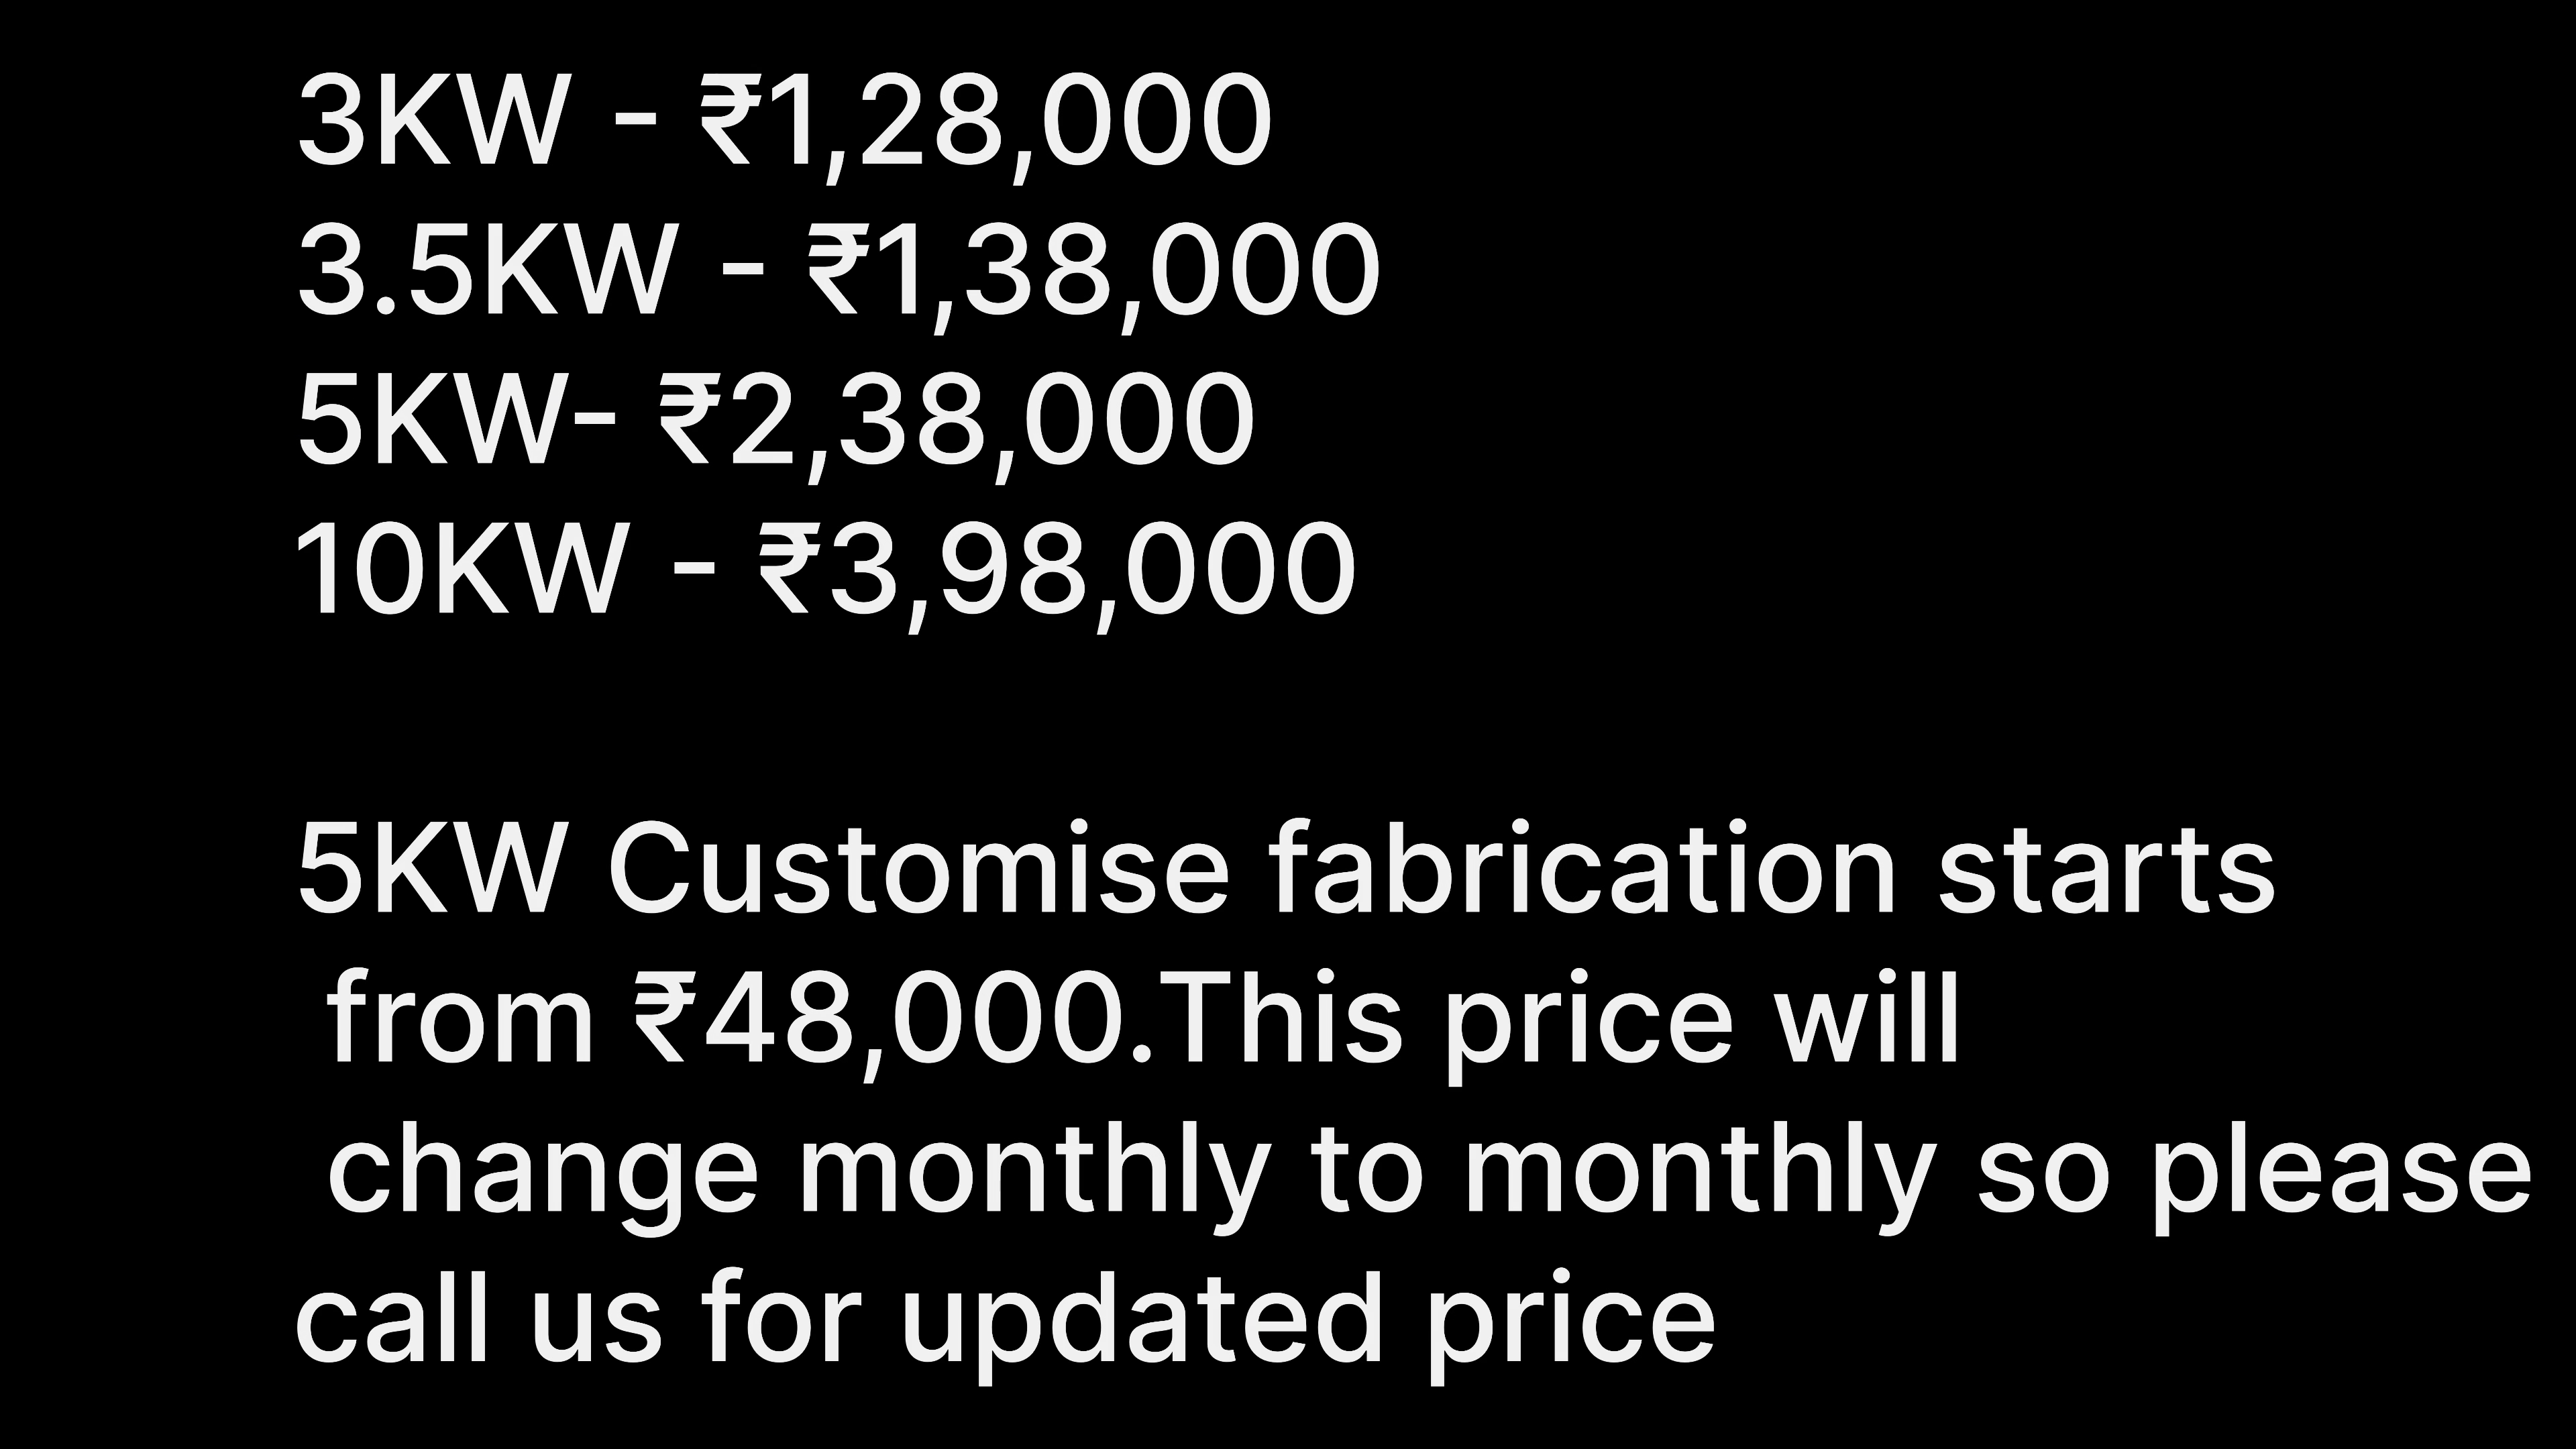 3KW - ₹1,28,000
3.5KW - ₹1,38,000
5KW- ₹2,38,000
10KW - ₹3,98,000
5KW Customise fabrication starts
from ₹48,000.This price will
change monthly to monthly so please
call us for updated price